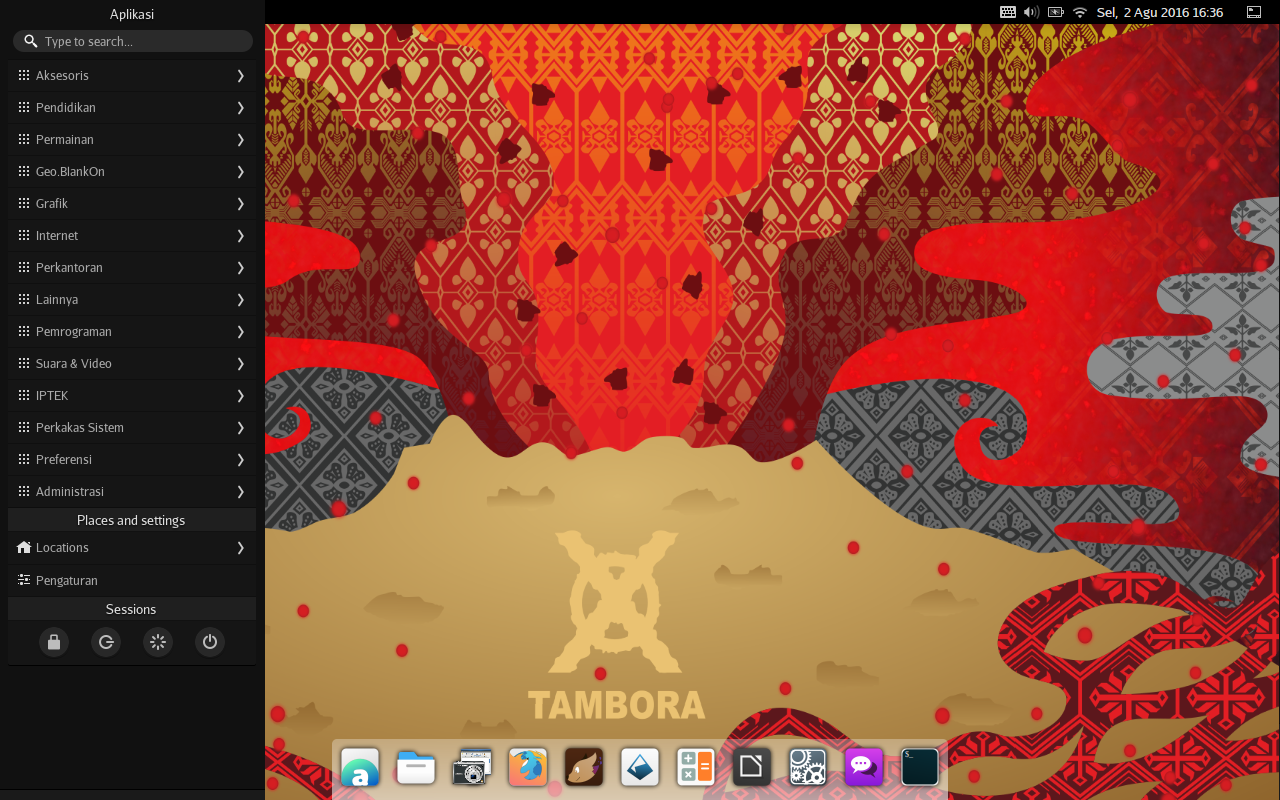 Aplikasi
Sel, 2 Agu 2016 16:36
Type to search...
Aksesoris
Pendidikan
Permainan
Geo.BlankOn
Grafik
Internet
Perkantoran
Lainnya
Pemrograman
Suara & Video
IPTEK
Perkakas Sistem
Preferensi
Administrasi
Places and settings
Locations
Pengaturan
Sessions
TAMBORA
a
$_